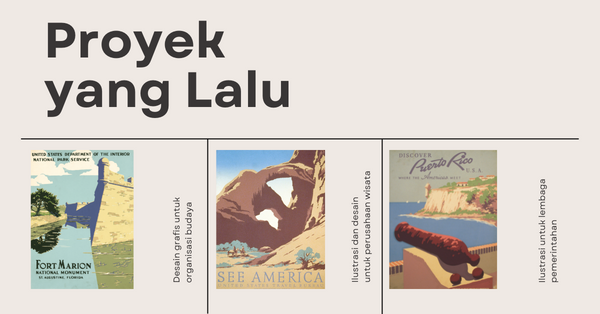 Proyek
yang Lalu
UNITED STATES DEPARTMENT OF THE INTERIOR
NATIONAL PARK SERVICE
FORT MARION
NATIONAL MONUMENT
ST. AUGUSTINE, FLORIDA
Desain grafis untuk
organisasi budaya
SEE AMERICA
Ilustrasi dan desain
untuk perusahaan wisata
DISCOVER
Puerto Rico
U.S.A.
WHERE THE
Ilustrasi untuk lembaga
pemerintahan